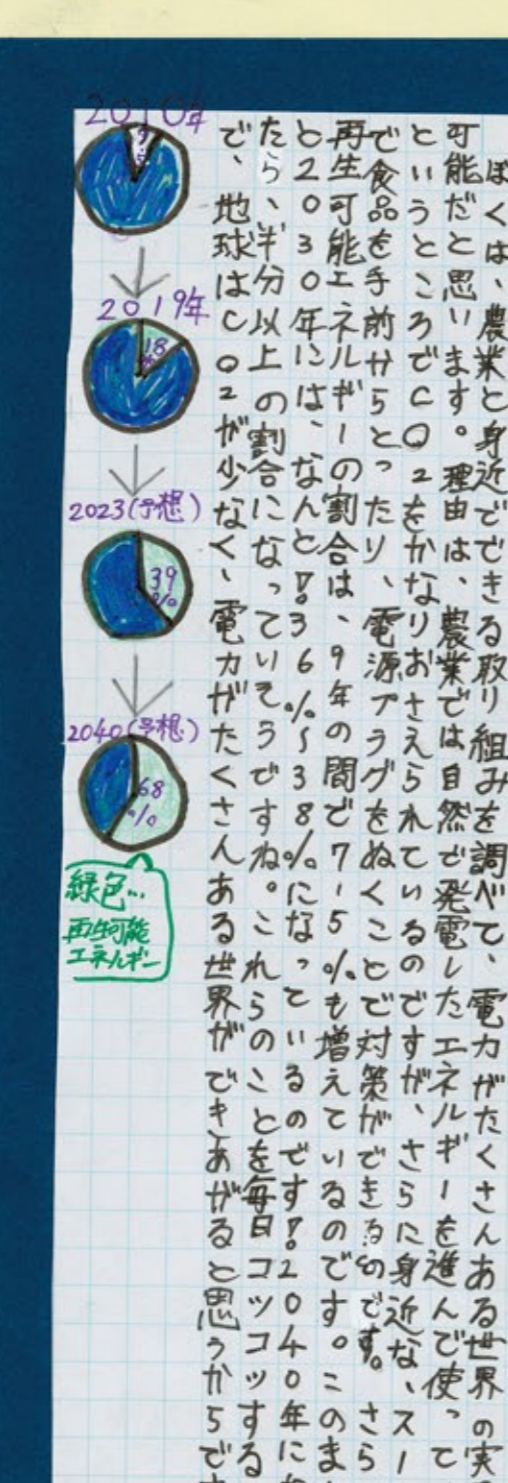 ぼくは、農業と身近でできる取り組みを調べて、電力がたくさんある世界の実
可能だと思います。理由は、農業では自然で発電したエネルギーを進んで使って
というところでCO2をかなりおさえられているのですが、さらに身近な、スー
で食品を手前からとったり、電源プラグをぬくことで対策ができるのです。さら
再生可能エネルギーの割合は、9年の間で7.5%も増えているのです。このまま
と2030年には、なんと!36%~38%になっているのです!2040年に
たら、半分以上の割合になっていそうですね。これらのことを毎日コツコツする
で、地球はCO2が少なく、電力がたくさんある世界ができあがると思うからで
2010年
9.5
2019年
18
%
2023(予想)
39
%
2040(予想)
68
%
緑色…
再生可能
エネルギー